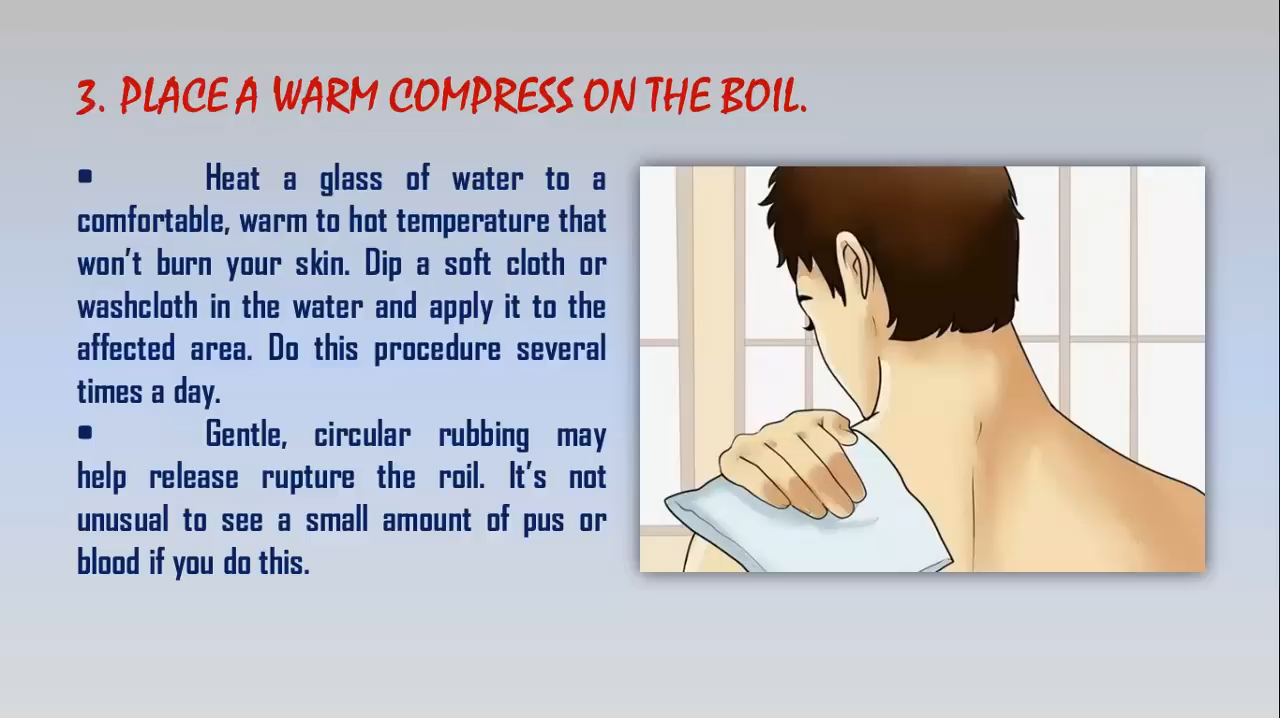 3. PLACE A WARM COMPRESS ON THE BOIL.
▪ Heat a glass of water to a
comfortable, warm to hot temperature that
won't burn your skin. Dip a soft cloth or
washcloth in the water and apply it to the
affected area. Do this procedure several
times a day.
▪ Gentle, circular rubbing may
help release rupture the roil. It's not
unusual to see a small amount of pus or
blood if you do this.